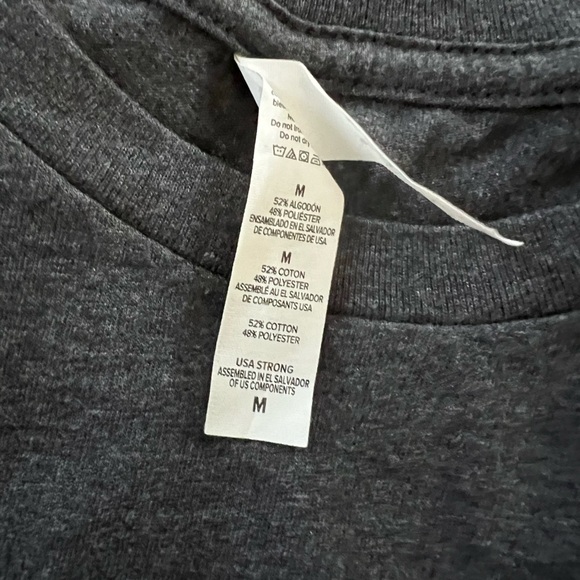 Do not
Do not
M
52% ALGODÓN
48% POLIÉSTER
ENSAMBLADO EN EL SALVADOR
DE COMPONENTES DE USA
M
52% COTON
48% POLYESTER
ASSEMBLÉ AU EL SALVADOR
DE COMPOSANTS USA
52% COTTON
48% POLYESTER
USA STRONG
ASSEMBLED IN EL SALVADOR
OF US COMPONENTS
M